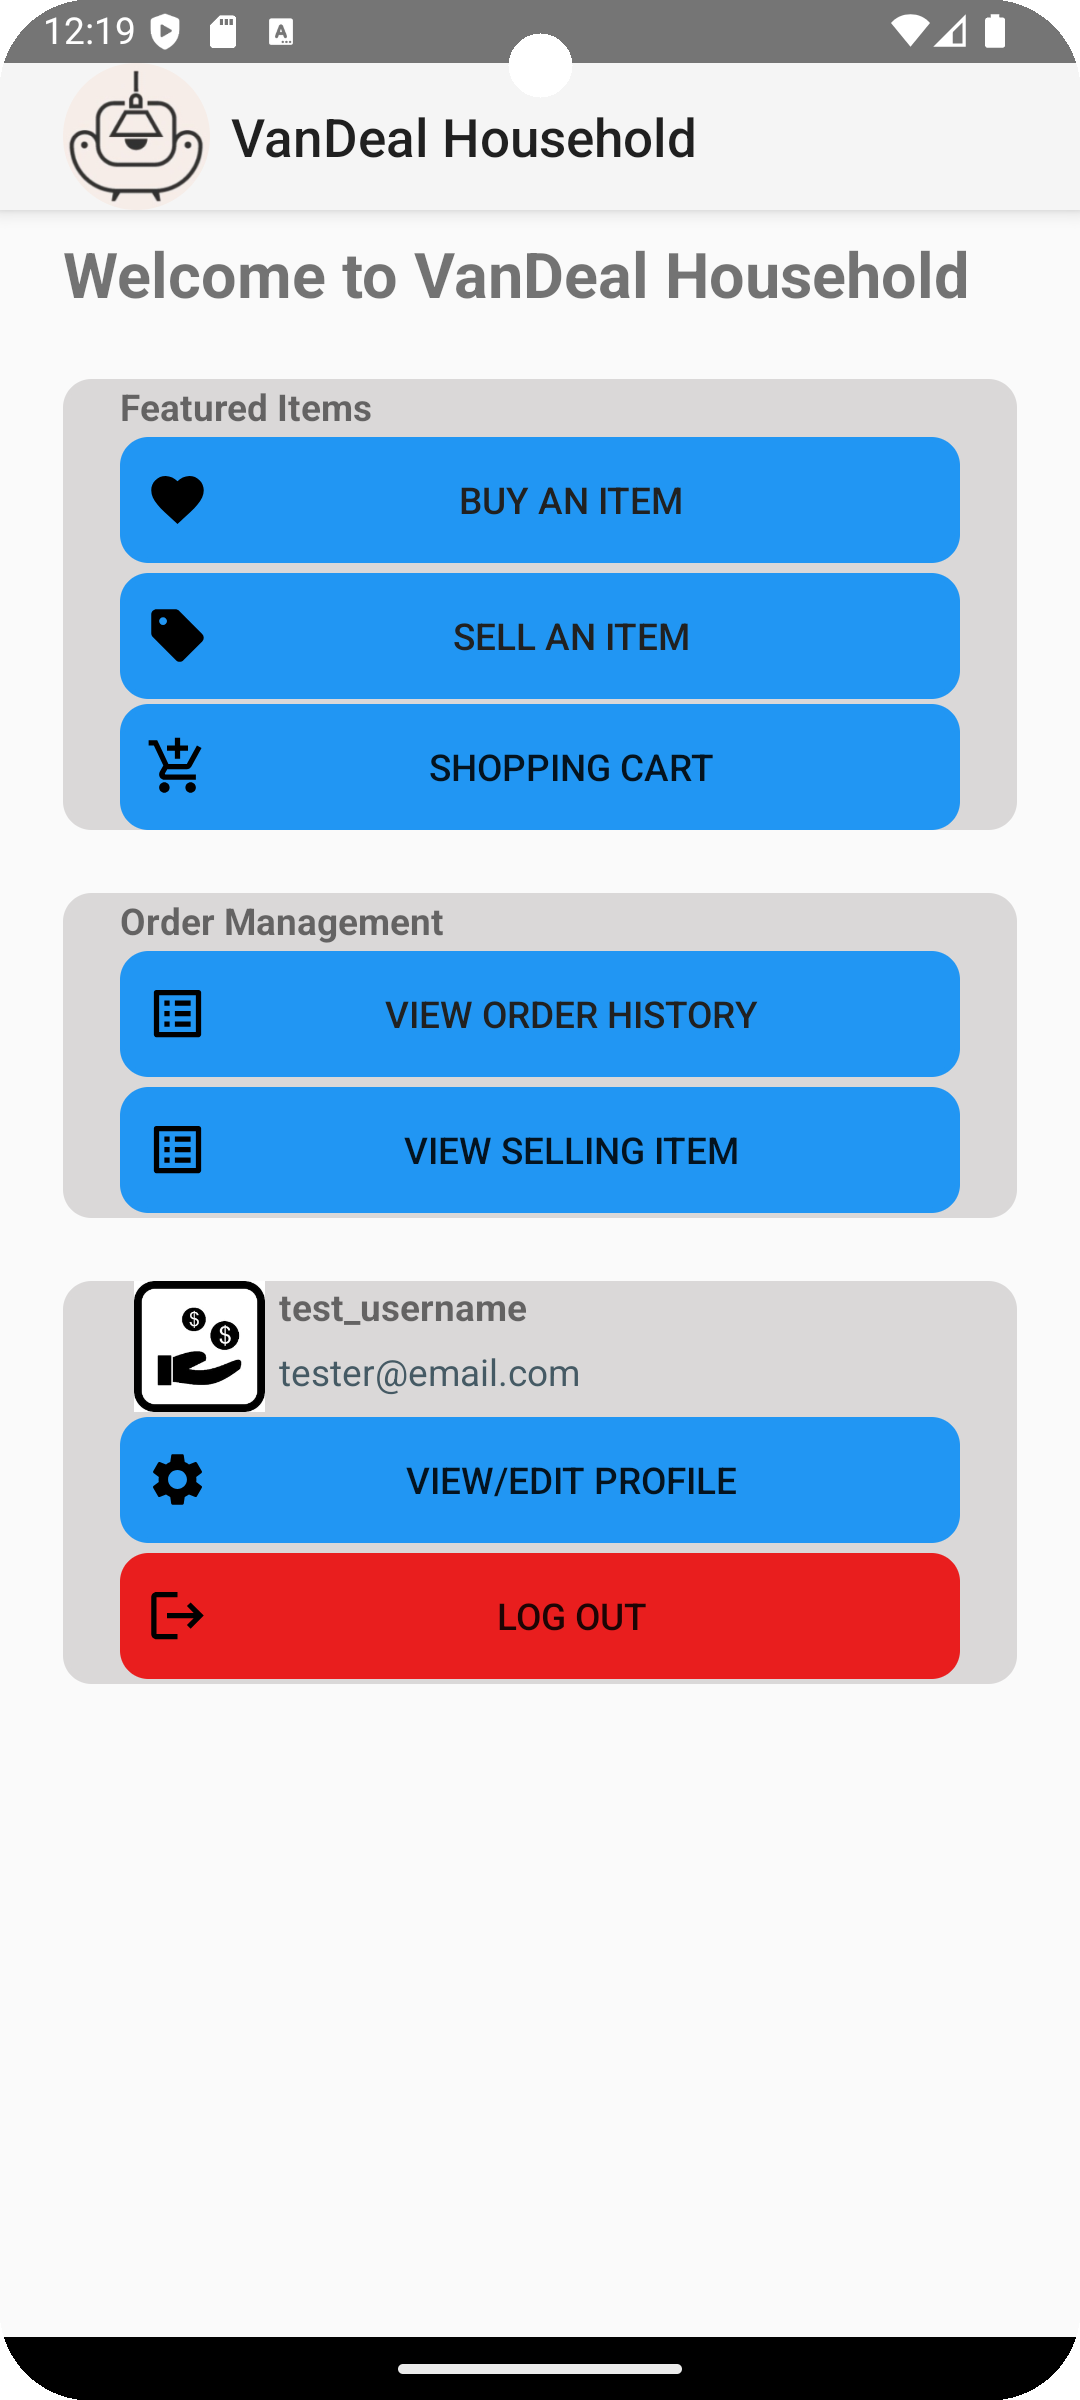 12:19
VanDeal Household
Welcome to VanDeal Household
Featured Items
BUY AN ITEM
SELL AN ITEM
SHOPPING CART
Order Management
VIEW ORDER HISTORY
VIEW SELLING ITEM
test_username
tester@email.com
VIEW/EDIT PROFILE
LOG OUT